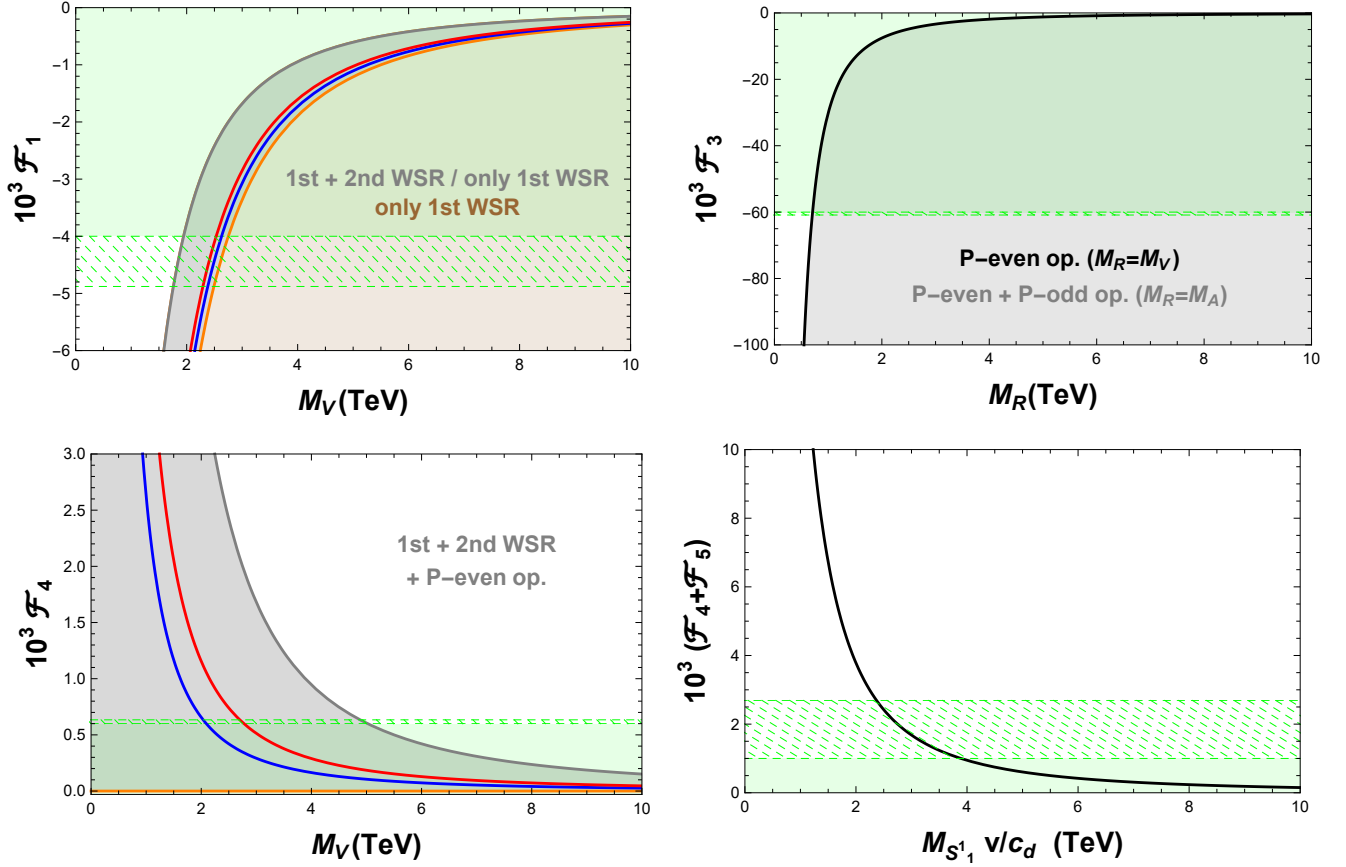 0
−1
−2
−3
−4
−5
−6
10³ ℱ₁
1st + 2nd WSR / only 1st WSR
only 1st WSR
0 2 4 6 8 10
M_V(TeV)
0
−20
−40
−60
−80
−100
10³ ℱ₃
P−even op. (M_R=M_V)
P−even + P−odd op. (M_R=M_A)
0 2 4 6 8 10
M_R(TeV)
3.0
2.5
2.0
1.5
1.0
0.5
0.0
10³ ℱ₄
1st + 2nd WSR
+ P−even op.
0 2 4 6 8 10
M_V(TeV)
10
8
6
4
2
0
10³ (ℱ₄+ℱ₅)
0 2 4 6 8 10
M_{S¹₁} v/c_d (TeV)